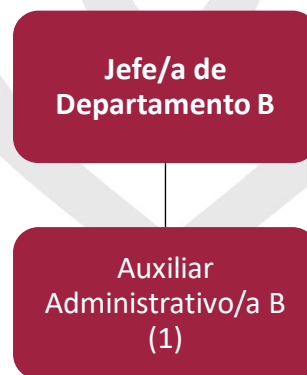 Jefe/a de
Departamento B
Auxiliar
Administrativo/a B
(1)